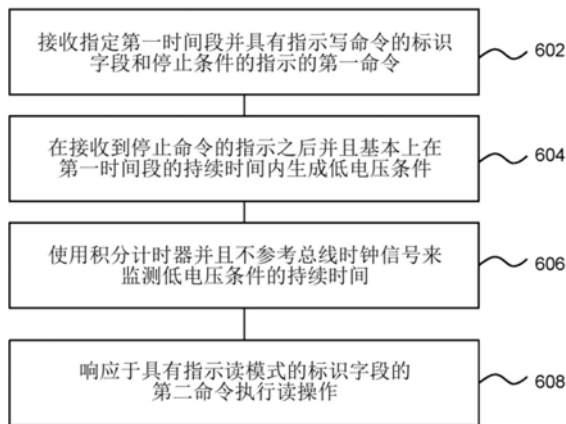 接收指定第一时间段并具有指示写命令的标识
字段和停止条件的指示的第一命令
602
在接收到停止命令的指示之后并且基本上在
第一时间段的持续时间内生成低电压条件
604
使用积分计时器并且不参考总线时钟信号来
监测低电压条件的持续时间
606
响应于具有指示读模式的标识字段的
第二命令执行读操作
608